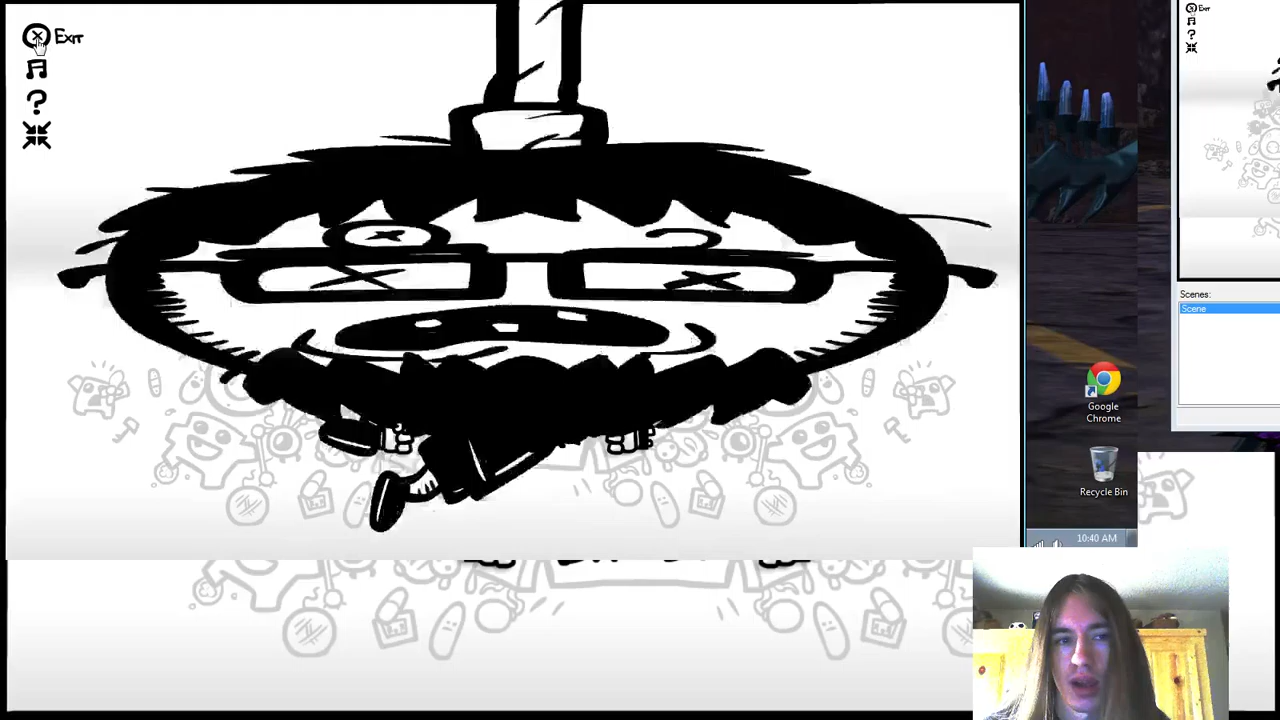 Exit
?
Exit
?
Scenes:
Scene
Google
Chrome
Recycle Bin
10:40 AM